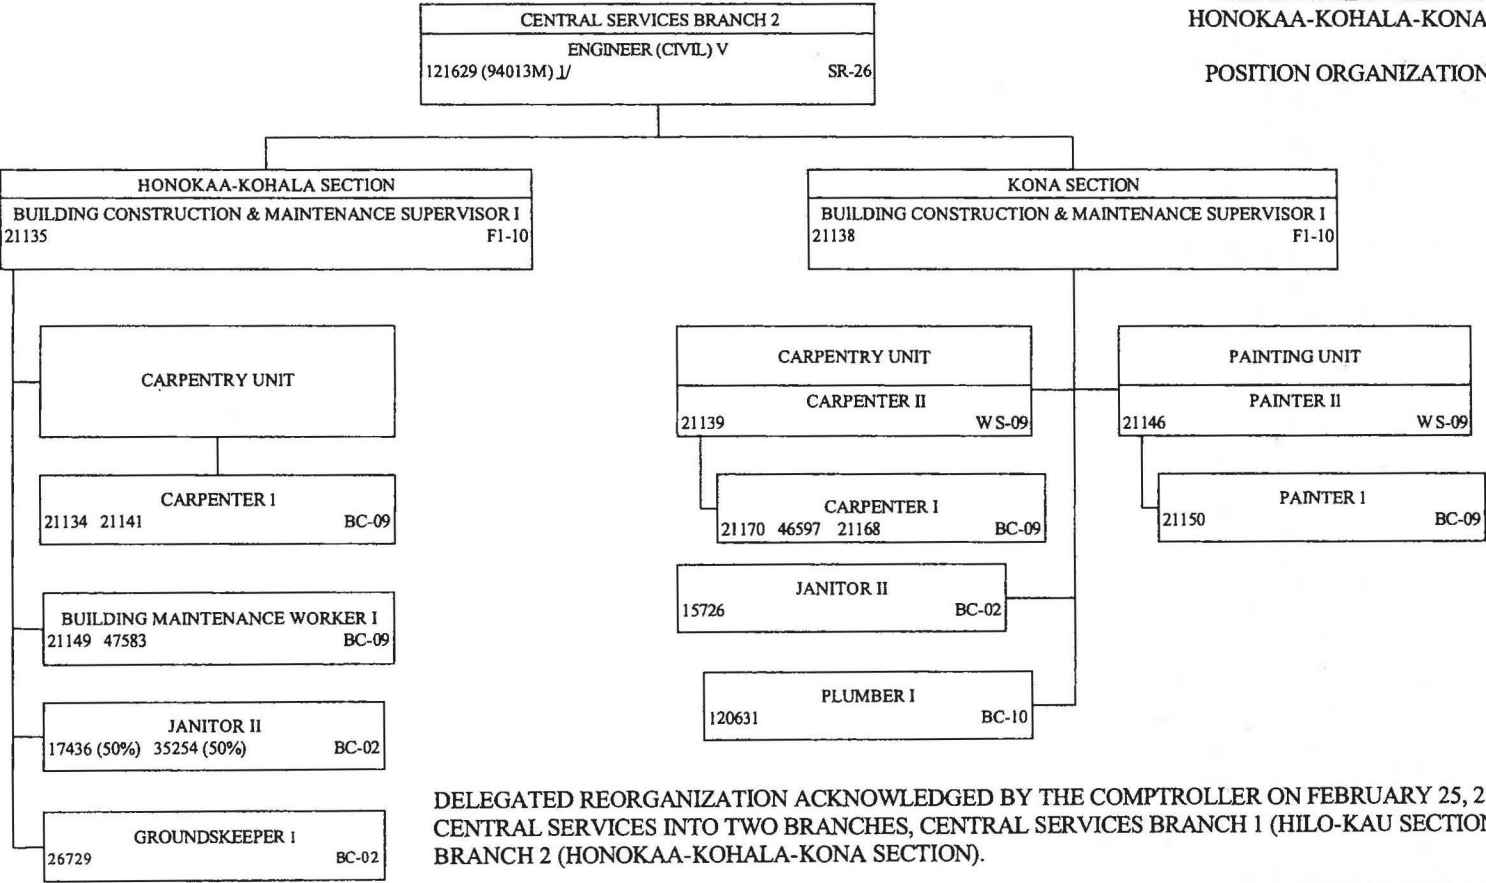 HONOKAA-KOHALA-KONA
POSITION ORGANIZATION
CENTRAL SERVICES BRANCH 2
ENGINEER (CIVIL) V
121629 (94013M) 1/ SR-26
HONOKAA-KOHALA SECTION
BUILDING CONSTRUCTION & MAINTENANCE SUPERVISOR I
21135 F1-10
KONA SECTION
BUILDING CONSTRUCTION & MAINTENANCE SUPERVISOR I
21138 F1-10
CARPENTRY UNIT
CARPENTER I
21134 21141 BC-09
BUILDING MAINTENANCE WORKER I
21149 47583 BC-09
JANITOR II
17436 (50%) 35254 (50%) BC-02
GROUNDSKEEPER I
26729 BC-02
CARPENTRY UNIT
CARPENTER II
21139 WS-09
CARPENTER I
21170 46597 21168 BC-09
JANITOR II
15726 BC-02
PLUMBER I
120631 BC-10
PAINTING UNIT
PAINTER II
21146 WS-09
PAINTER I
21150 BC-09
DELEGATED REORGANIZATION ACKNOWLEDGED BY THE COMPTROLLER ON FEBRUARY 25, 2
CENTRAL SERVICES INTO TWO BRANCHES, CENTRAL SERVICES BRANCH 1 (HILO-KAU SECTION
BRANCH 2 (HONOKAA-KOHALA-KONA SECTION).